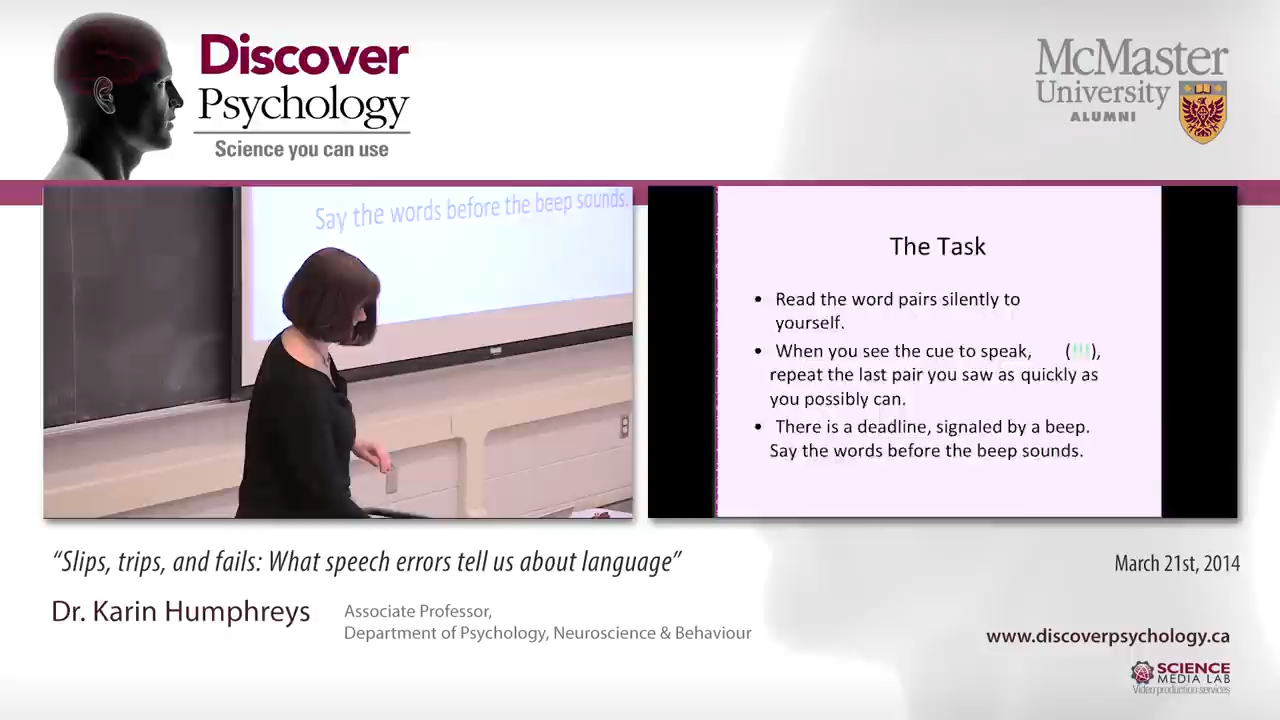 Discover
Psychology
Science you can use
McMaster
University
ALUMNI
Say the words before the beep sounds.
The Task
• Read the word pairs silently to
yourself.
• When you see the cue to speak, (!!!),
repeat the last pair you saw as quickly as
you possibly can.
• There is a deadline, signaled by a beep.
Say the words before the beep sounds.
“Slips, trips, and fails: What speech errors tell us about language”
March 21st, 2014
Dr. Karin Humphreys
Associate Professor,
Department of Psychology, Neuroscience & Behaviour
www.discoverpsychology.ca
SCIENCE
MEDIA LAB
Video production services